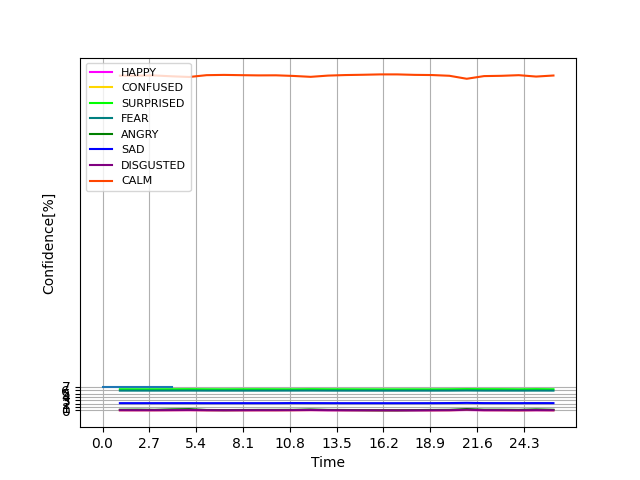 HAPPY
CONFUSED
SURPRISED
FEAR
ANGRY
SAD
DISGUSTED
CALM
Confidence[%]
7
0.0 2.7 5.4 8.1 10.8 13.5 16.2 18.9 21.6 24.3
Time